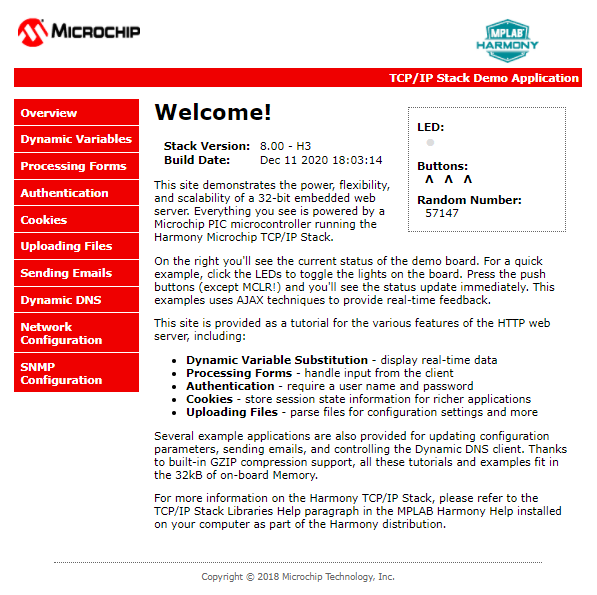 MICROCHIP
MPLAB
HARMONY
TCP/IP Stack Demo Application
Overview
Dynamic Variables
Processing Forms
Authentication
Cookies
Uploading Files
Sending Emails
Dynamic DNS
Network
Configuration
SNMP
Configuration
Welcome!
Stack Version: 8.00 - H3
Build Date: Dec 11 2020 18:03:14
LED:
Buttons:
Λ Λ Λ
Random Number:
57147
This site demonstrates the power, flexibility,
and scalability of a 32-bit embedded web
server. Everything you see is powered by a
Microchip PIC microcontroller running the
Harmony Microchip TCP/IP Stack.
On the right you'll see the current status of the demo board. For a quick
example, click the LEDs to toggle the lights on the board. Press the push
buttons (except MCLR!) and you'll see the status update immediately. This
examples uses AJAX techniques to provide real-time feedback.
This site is provided as a tutorial for the various features of the HTTP web
server, including:
• Dynamic Variable Substitution - display real-time data
• Processing Forms - handle input from the client
• Authentication - require a user name and password
• Cookies - store session state information for richer applications
• Uploading Files - parse files for configuration settings and more
Several example applications are also provided for updating configuration
parameters, sending emails, and controlling the Dynamic DNS client. Thanks
to built-in GZIP compression support, all these tutorials and examples fit in
the 32kB of on-board Memory.
For more information on the Harmony TCP/IP Stack, please refer to the
TCP/IP Stack Libraries Help paragraph in the MPLAB Harmony Help installed
on your computer as part of the Harmony distribution.
Copyright © 2018 Microchip Technology, Inc.